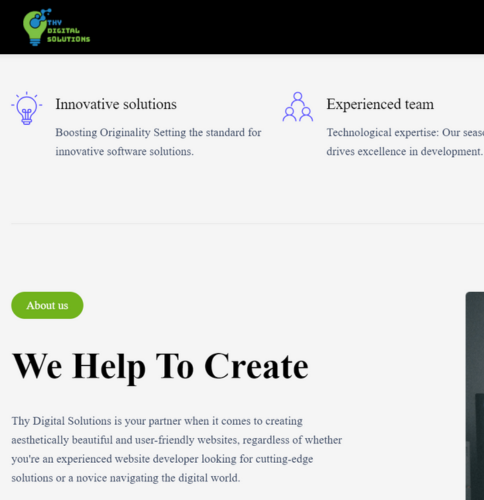 THY
DIGITAL
SOLUTIONS
Innovative solutions
Boosting Originality Setting the standard for
innovative software solutions.
Experienced team
Technological expertise: Our
drives excellence in development.
About us
We Help To Create
Thy Digital Solutions is your partner when it comes to creating
aesthetically beautiful and user-friendly websites, regardless of whether
you're an experienced website developer looking for cutting-edge
solutions or a novice navigating the digital world.